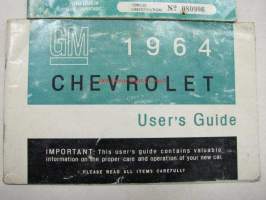 Nº 080996
GM 1964
CHEVROLET
User's Guide
IMPORTANT: This user's guide contains valuable
information on the proper care and operation of your new car.
• PLEASE READ ALL ITEMS CAREFULLY!